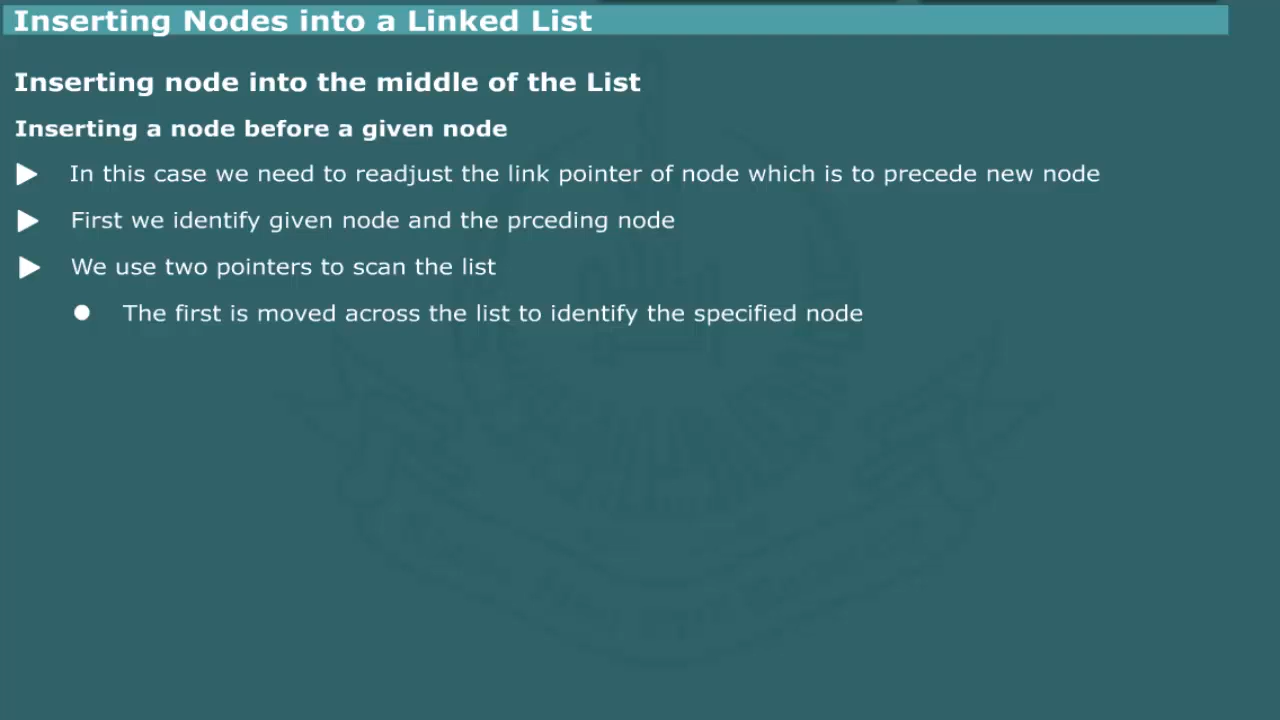 Inserting Nodes into a Linked List
Inserting node into the middle of the List
Inserting a node before a given node
In this case we need to readjust the link pointer of node which is to precede new node
First we identify given node and the prceding node
We use two pointers to scan the list
The first is moved across the list to identify the specified node